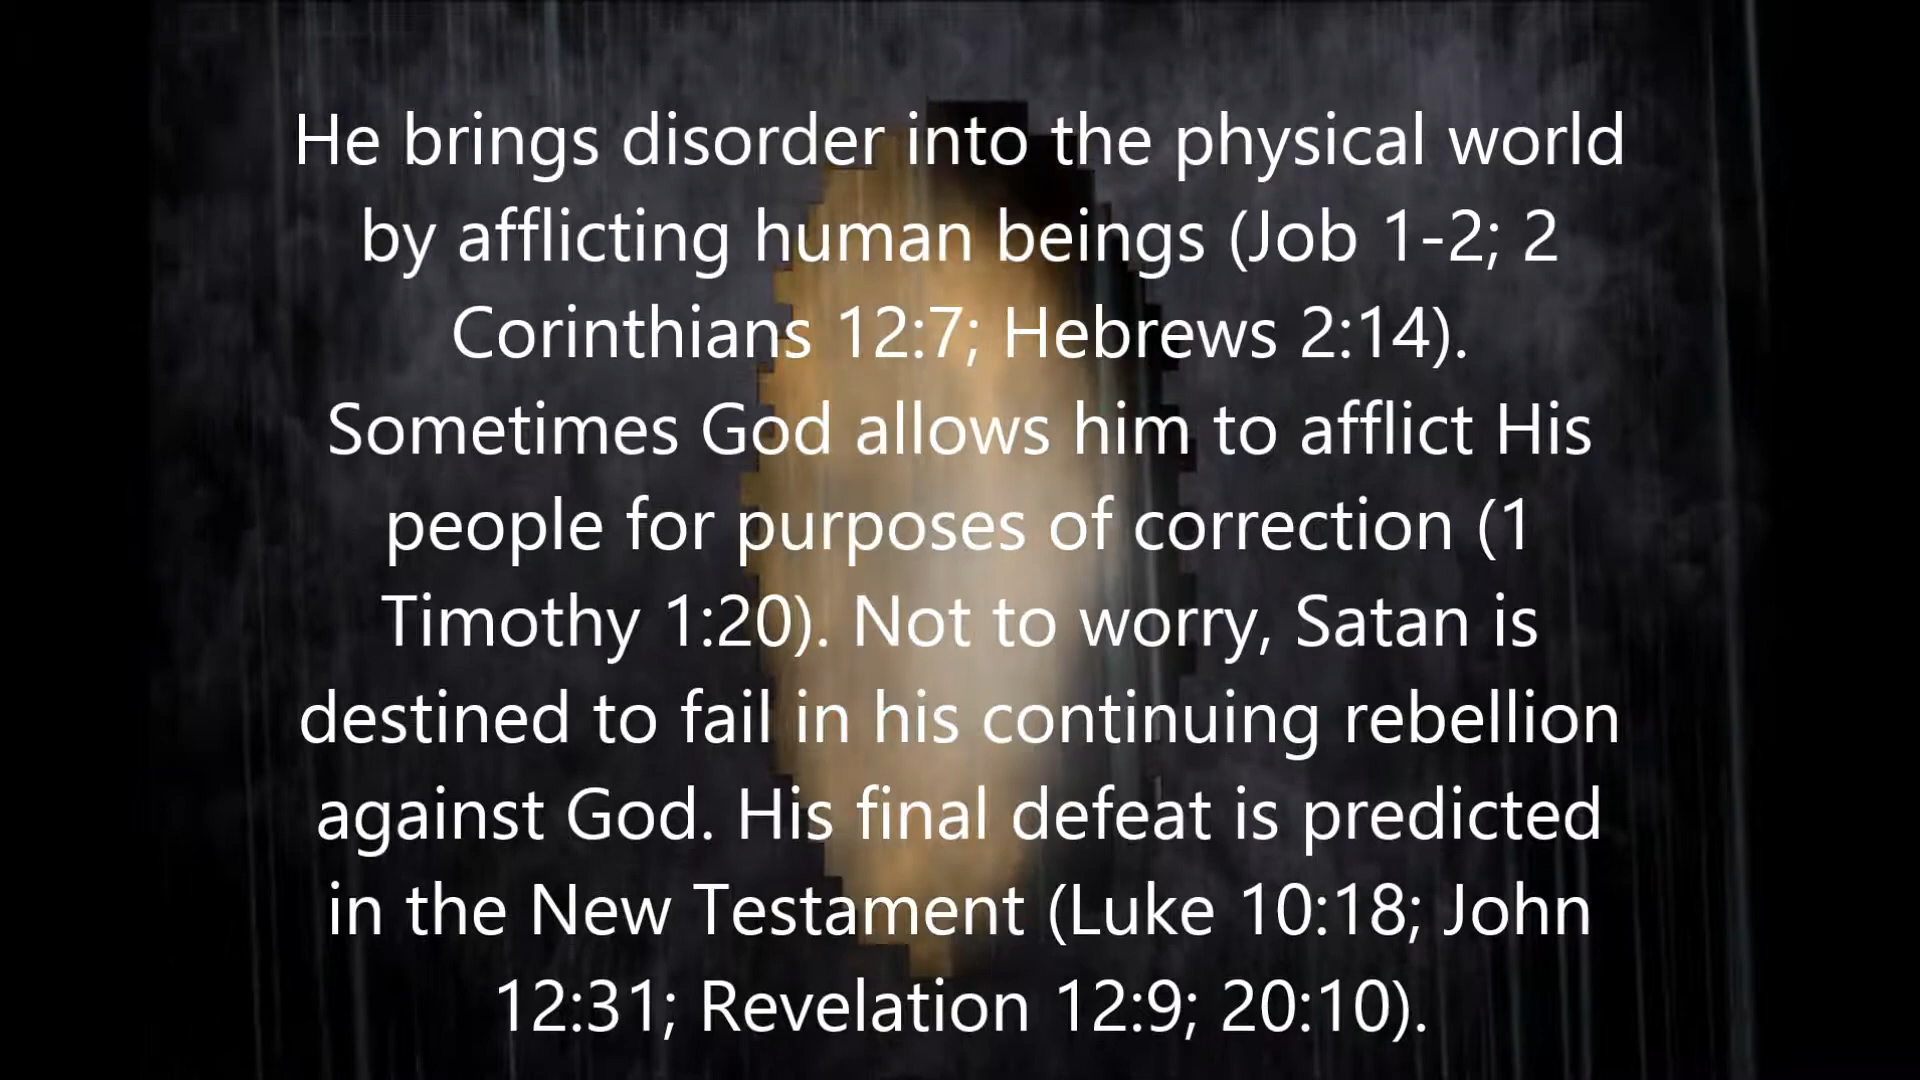 He brings disorder into the physical world
by afflicting human beings (Job 1-2; 2
Corinthians 12:7; Hebrews 2:14).
Sometimes God allows him to afflict His
people for purposes of correction (1
Timothy 1:20). Not to worry, Satan is
destined to fail in his continuing rebellion
against God. His final defeat is predicted
in the New Testament (Luke 10:18; John
12:31; Revelation 12:9; 20:10).